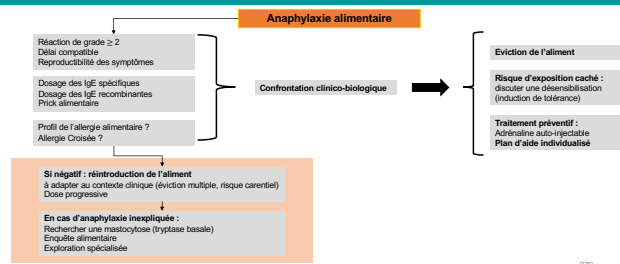 Anaphylaxie alimentaire
Réaction de grade ≥ 2
Délai compatible
Reproductibilité des symptômes
Dosage des IgE spécifiques
Dosage des IgE recombinantes
Prick alimentaire
Profil de l'allergie alimentaire ?
Allergie Croisée ?
Confrontation clinico-biologique
Eviction de l'aliment
Risque d'exposition caché :
discuter une désensibilisation
(induction de tolérance)
Traitement préventif :
Adrénaline auto-injectable
Plan d'aide individualisé
Si négatif : réintroduction de l'aliment
à adapter au contexte clinique (éviction multiple, risque carentiel)
Dose progressive
En cas d'anaphylaxie inexpliquée :
Rechercher une mastocytose (tryptase basale)
Enquête alimentaire
Exploration spécialisée